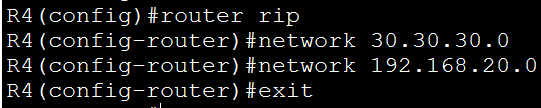 R4(config)#router rip
R4(config-router)#network 30.30.30.0
R4(config-router)#network 192.168.20.0
R4(config-router)#exit